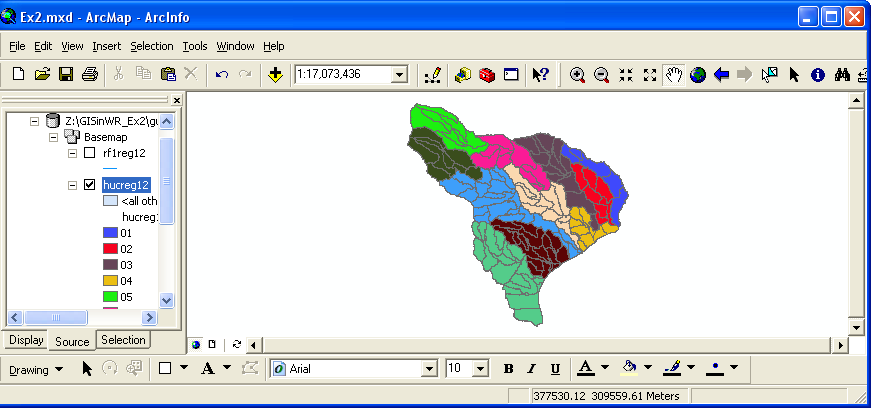 Ex2.mxd - ArcMap - ArcInfo
File Edit View Insert Selection Tools Window Help
1:17,073,436
Z:\GISinWR_Ex2\gu
Basemap
rf1reg12
hucreg12
<all oth
hucreg1
01
02
03
04
05
Display Source Selection
Drawing A Arial 10 B I U A
377530.12 309559.61 Meters